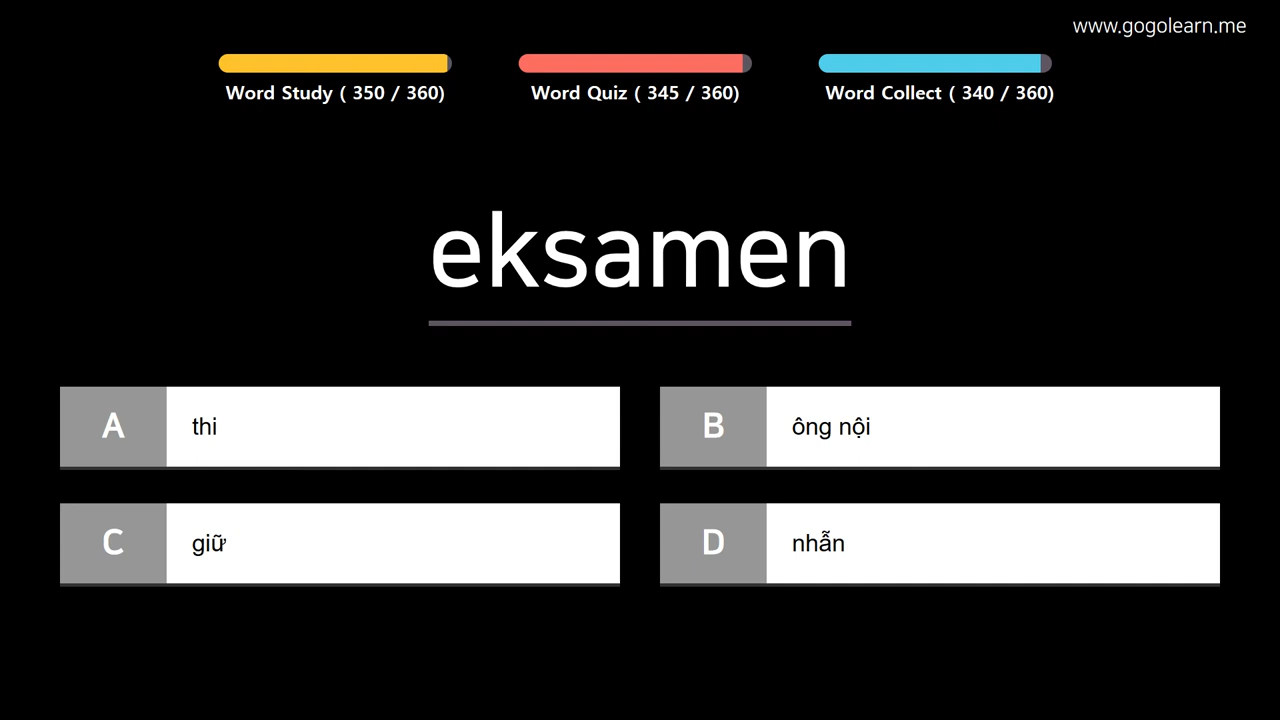 www.gogolearn.me
Word Study ( 350 / 360)
Word Quiz ( 345 / 360)
Word Collect ( 340 / 360)
eksamen
A thi
B ông nội
C giữ
D nhẫn